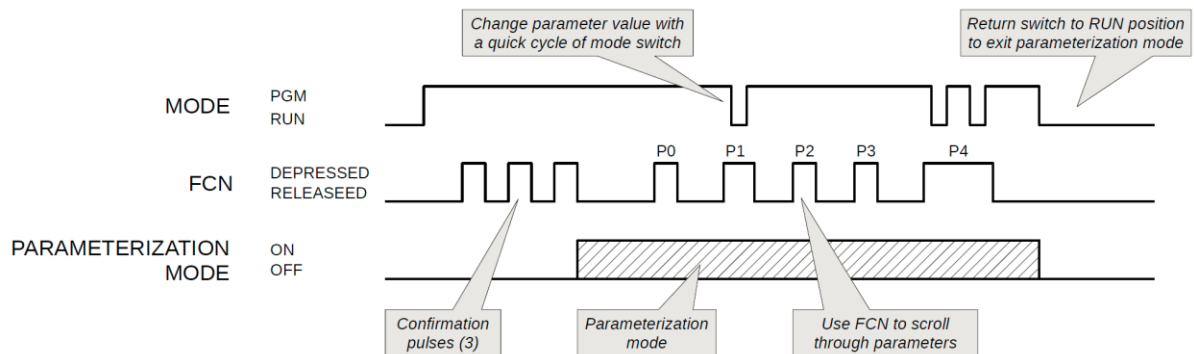 Change parameter value with
a quick cycle of mode switch
Return switch to RUN position
to exit parameterization mode
MODE
PGM
RUN
P0 P1 P2 P3 P4
FCN
DEPRESSED
RELEASEED
PARAMETERIZATION
MODE
ON
OFF
Confirmation
pulses (3)
Parameterization
mode
Use FCN to scroll
through parameters